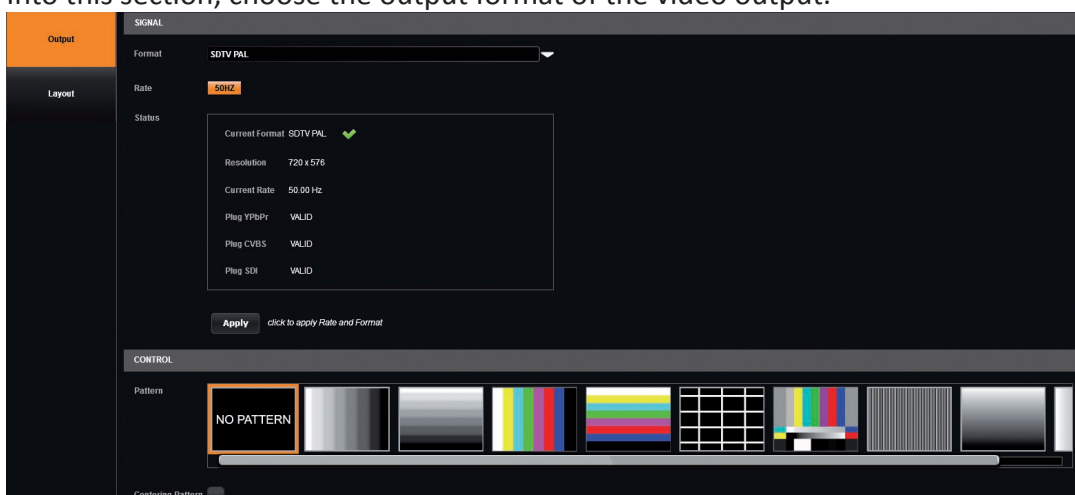 into this section, choose the output format of the video output:
Output
Layout
SIGNAL
Format SDTV PAL
Rate 50HZ
Status
Current Format SDTV PAL
Resolution 720 x 576
Current Rate 50.00 Hz
Plug YPbPr VALID
Plug CVBS VALID
Plug SDI VALID
Apply click to apply Rate and Format
CONTROL
Pattern
NO PATTERN
Centering Pattern